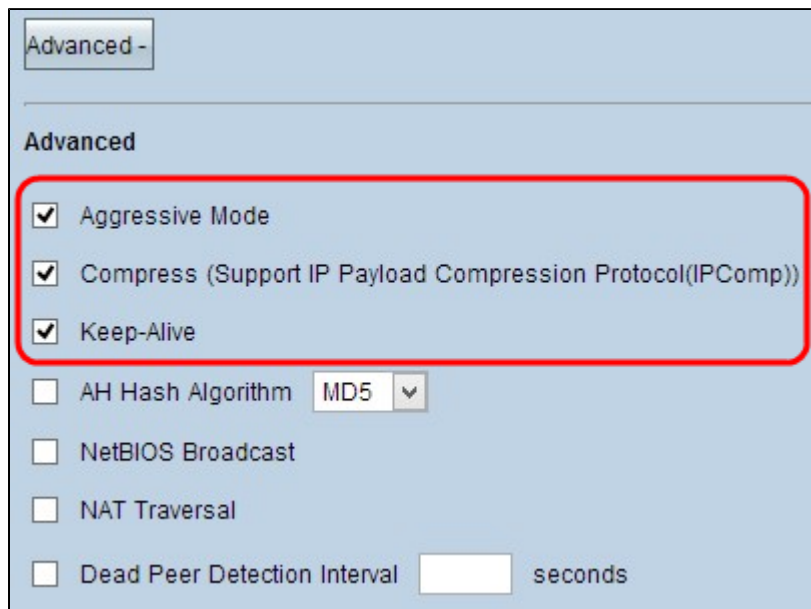 Advanced -
Advanced
Aggressive Mode
Compress (Support IP Payload Compression Protocol(IPComp))
Keep-Alive
AH Hash Algorithm MD5
NetBIOS Broadcast
NAT Traversal
Dead Peer Detection Interval seconds